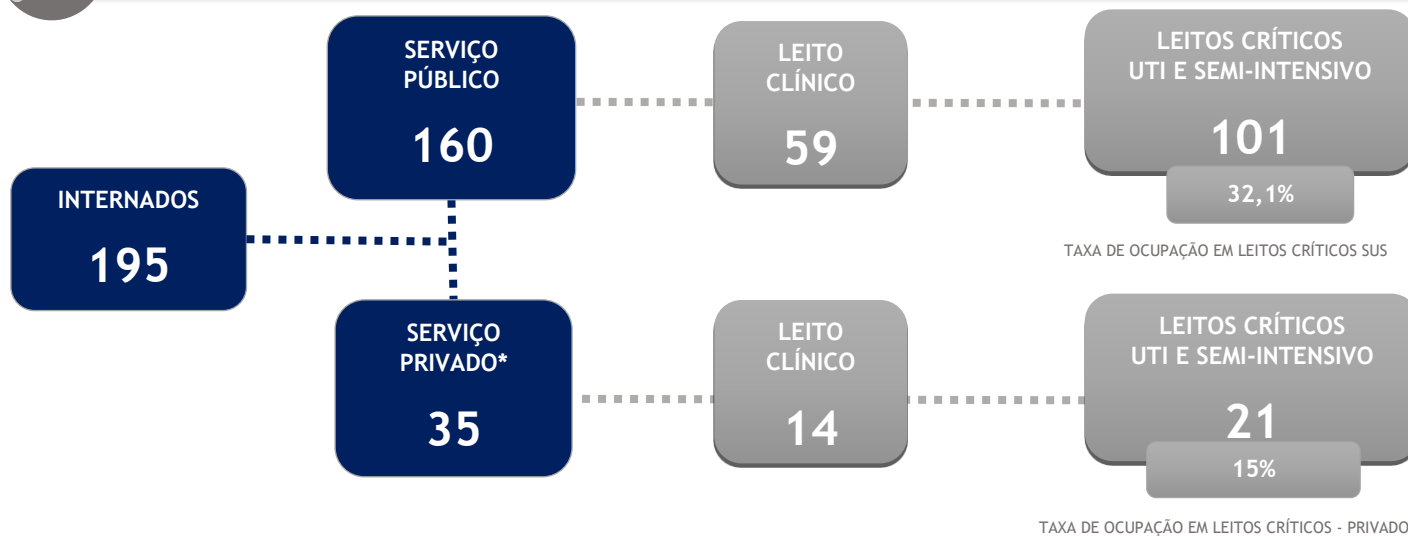 INTERNADOS
195
SERVIÇO
PÚBLICO
160
LEITO
CLÍNICO
59
LEITOS CRÍTICOS
UTI E SEMI-INTENSIVO
101
32,1%
TAXA DE OCUPAÇÃO EM LEITOS CRÍTICOS SUS
SERVIÇO
PRIVADO*
35
LEITO
CLÍNICO
14
LEITOS CRÍTICOS
UTI E SEMI-INTENSIVO
21
15%
TAXA DE OCUPAÇÃO EM LEITOS CRÍTICOS - PRIVADO